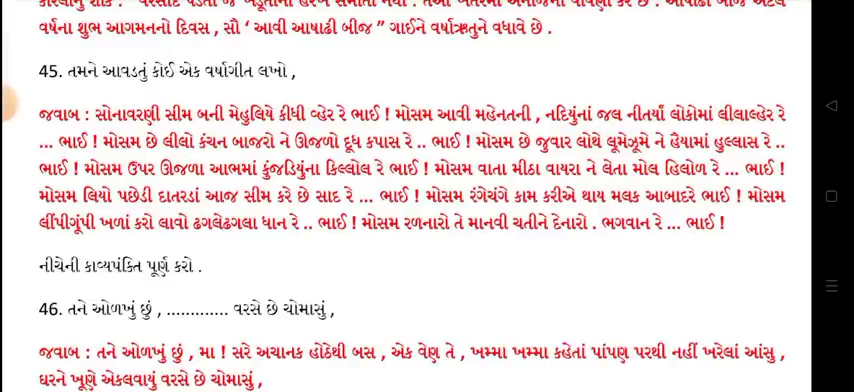 વર્ષના શુભ આગમનનો દિવસ , સૌ ‘ આવી આષાઢી બીજ ” ગાઈને વર્ષાઋતુને વધાવે છે .
45. તમને આવડતું કોઈ એક વર્ષાગીત લખો ,
જવાબ : સોનાવરણી સીમ બની મેહુલિયે કીધી વ્હેર રે ભાઈ ! મોસમ આવી મહેનતની , નદિયુંનાં જલ નીતર્યાં લોકોમાં લીલાલ્હેર રે
... ભાઈ ! મોસમ છે લીલો કંચન બાજરો ને ઊજળો દૂધ કપાસ રે .. ભાઈ ! મોસમ છે જુવાર લોથે લૂમેઝૂમે ને હૈયામાં હુલ્લાસ રે ..
ભાઈ ! મોસમ ઉપર ઊજળા આભમાં કુંજડિયુંના કિલ્લોલ રે ભાઈ ! મોસમ વાતા મીઠા વાયરા ને લેતા મોલ હિલોળ રે ... ભાઈ !
મોસમ લિયો પછેડી દાતરડાં આજ સીમ કરે છે સાદ રે ... ભાઈ ! મોસમ રંગેચંગે કામ કરીએ થાય મલક આબાદરે ભાઈ ! મોસમ
લીંપીગૂંપી ખળાં કરો લાવો ઢગલેઢગલા ધાન રે .. ભાઈ ! મોસમ રળનારો તે માનવી ચતીને દેનારો . ભગવાન રે ... ભાઈ !
નીચેની કાવ્યપંક્તિ પૂર્ણ કરો .
46. તને ઓળખું છું , ............. વરસે છે ચોમાસું ,
જવાબ : તને ઓળખું છું , મા ! સરે અચાનક હોઠેથી બસ , એક વેણ તે , ખમ્મા ખમ્મા કહેતાં પાંપણ પરથી નહીં ખરેલાં આંસુ ,
ઘરને ખૂણે એકલવાયું વરસે છે ચોમાસું ,